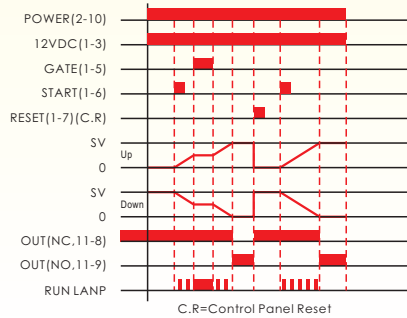 POWER(2-10)
12VDC(1-3)
GATE(1-5)
START(1-6)
RESET(1-7)(C.R)
SV
Up
0
SV
Down
0
OUT(NC,11-8)
OUT(NO,11-9)
RUN LANP
C.R=Control Panel Reset